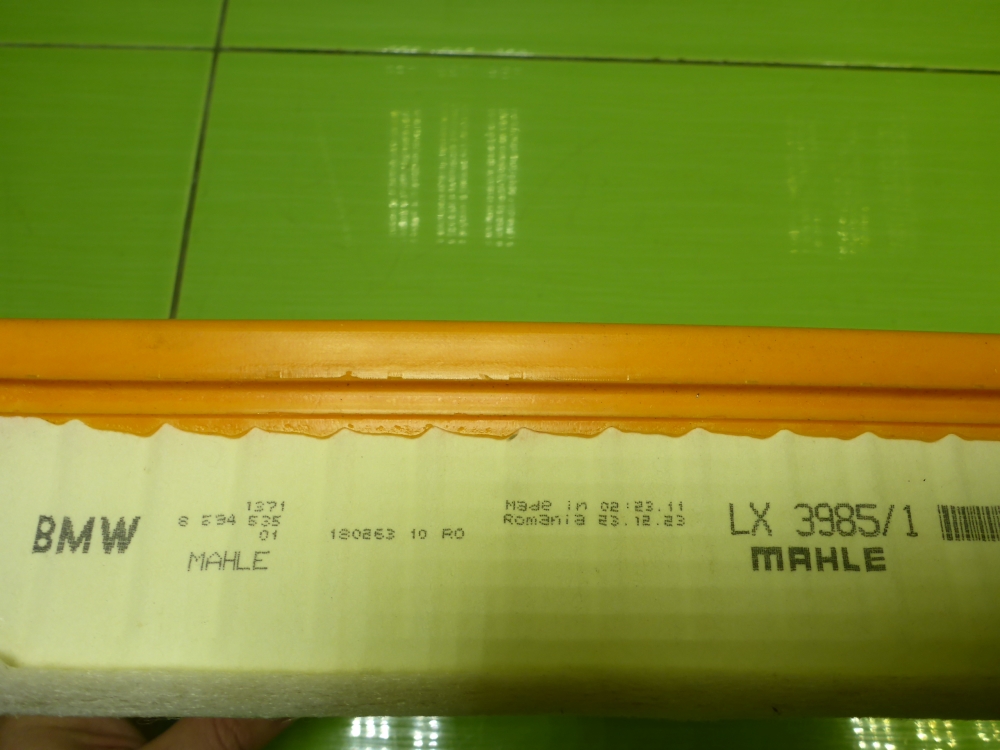 BMW
1371
8 594 535
01
MAHLE
180263 10 RO
Made in 02:23.11
Romania 23.12.23
LX 3985/1
MAHLE